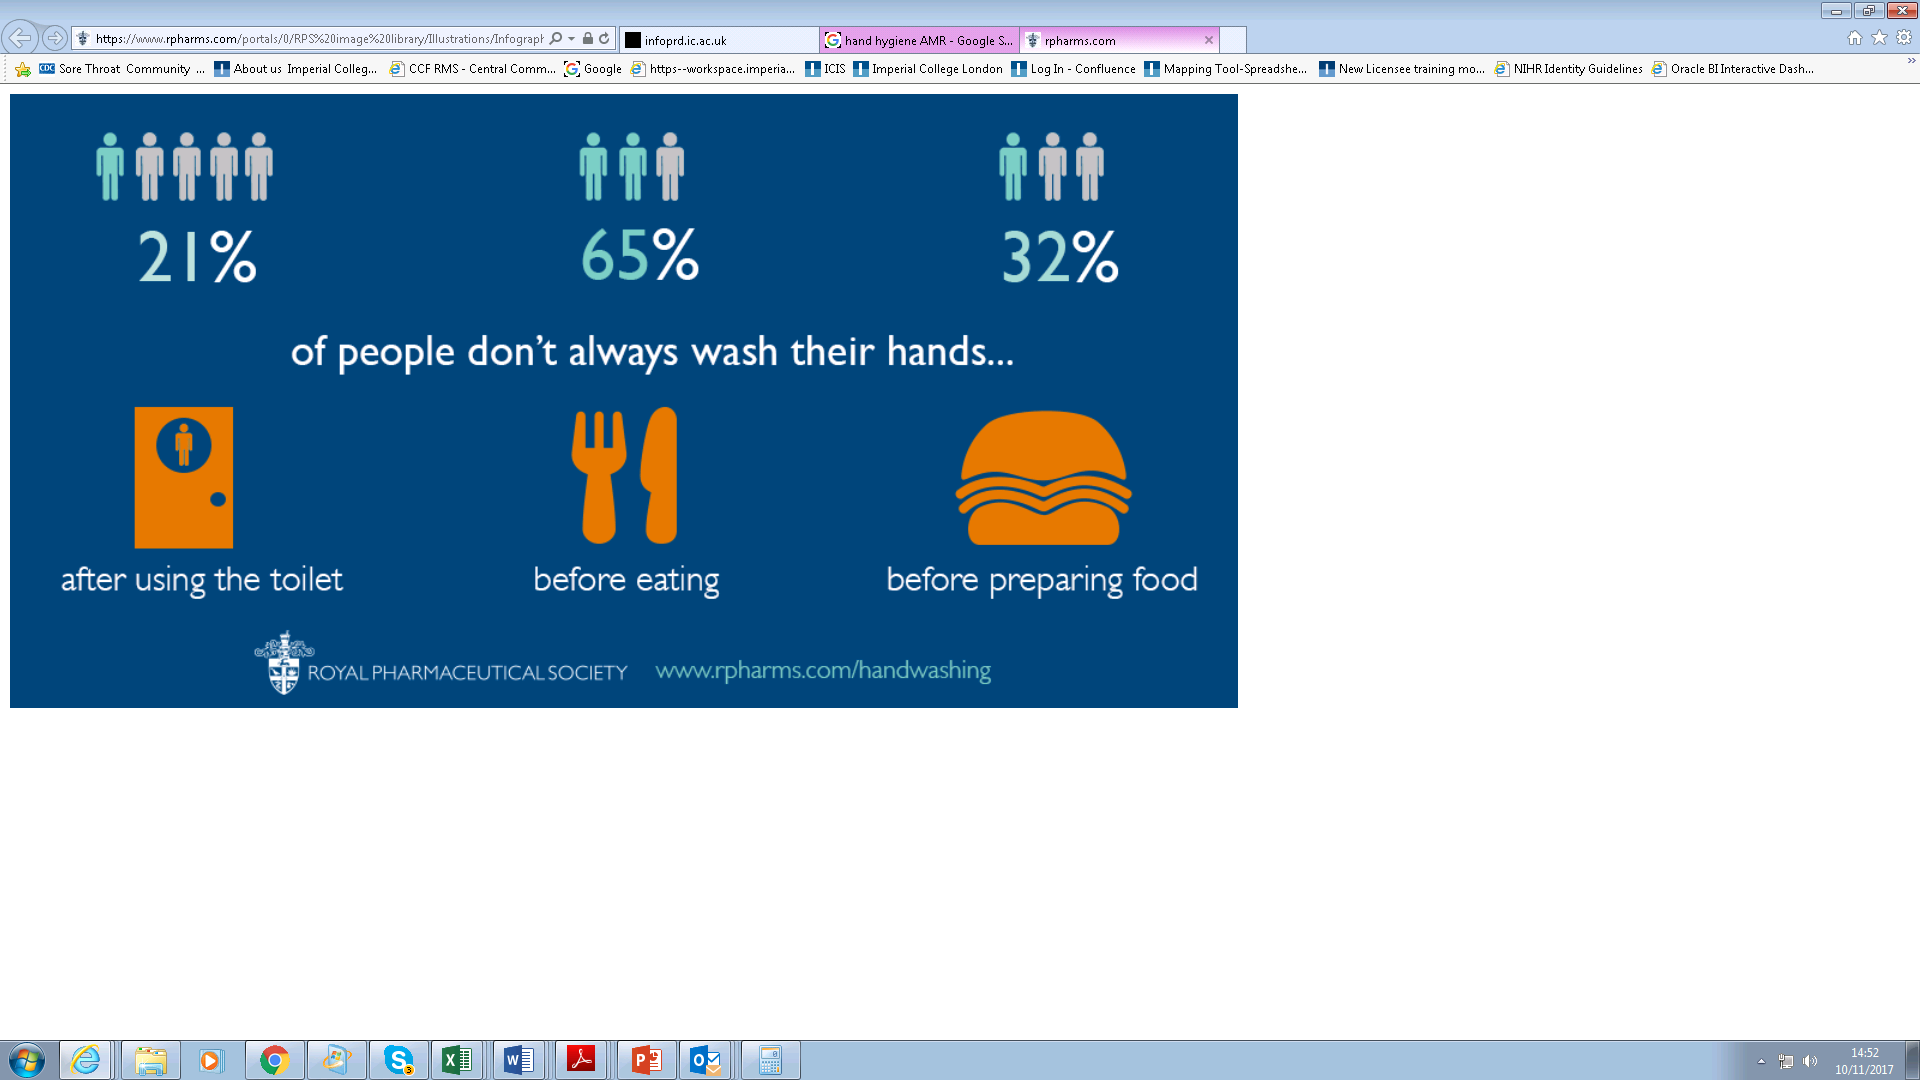 https://www.rpharms.com/portals/0/RPS%20image%20library/Illustrations/Infograph
infoprd.ic.ac.uk
hand hygiene AMR - Google S...
rpharms.com
Sore Throat Community ...
About us Imperial Colleg...
CCF RMS - Central Comm...
Google
https--workspace.imperia...
ICIS
Imperial College London
Log In - Confluence
Mapping Tool-Spreadshe...
New Licensee training mo...
NIHR Identity Guidelines
Oracle BI Interactive Dash...
21%
65%
32%
of people don't always wash their hands...
after using the toilet
before eating
before preparing food
ROYAL PHARMACEUTICAL SOCIETY
www.rpharms.com/handwashing
14:52
10/11/2017